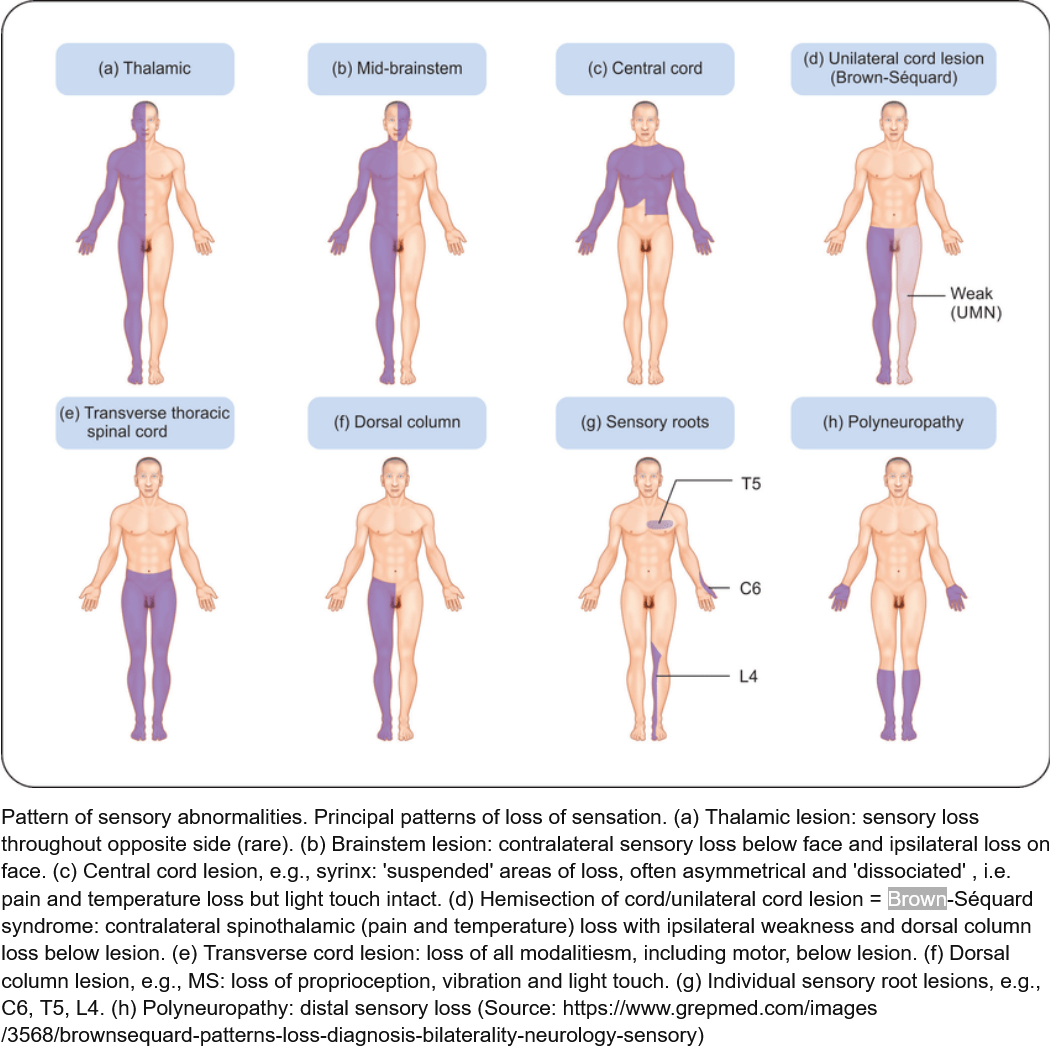 (a) Thalamic
(b) Mid-brainstem
(c) Central cord
(d) Unilateral cord lesion
(Brown-Séquard)
Weak
(UMN)
(e) Transverse thoracic
spinal cord
(f) Dorsal column
(g) Sensory roots
(h) Polyneuropathy
T5
C6
L4
Pattern of sensory abnormalities. Principal patterns of loss of sensation. (a) Thalamic lesion: sensory loss
throughout opposite side (rare). (b) Brainstem lesion: contralateral sensory loss below face and ipsilateral loss on
face. (c) Central cord lesion, e.g., syrinx: 'suspended' areas of loss, often asymmetrical and 'dissociated' , i.e.
pain and temperature loss but light touch intact. (d) Hemisection of cord/unilateral cord lesion = Brown-Séquard
syndrome: contralateral spinothalamic (pain and temperature) loss with ipsilateral weakness and dorsal column
loss below lesion. (e) Transverse cord lesion: loss of all modalitiesm, including motor, below lesion. (f) Dorsal
column lesion, e.g., MS: loss of proprioception, vibration and light touch. (g) Individual sensory root lesions, e.g.,
C6, T5, L4. (h) Polyneuropathy: distal sensory loss (Source: https://www.grepmed.com/images
/3568/brownsequard-patterns-loss-diagnosis-bilaterality-neurology-sensory)